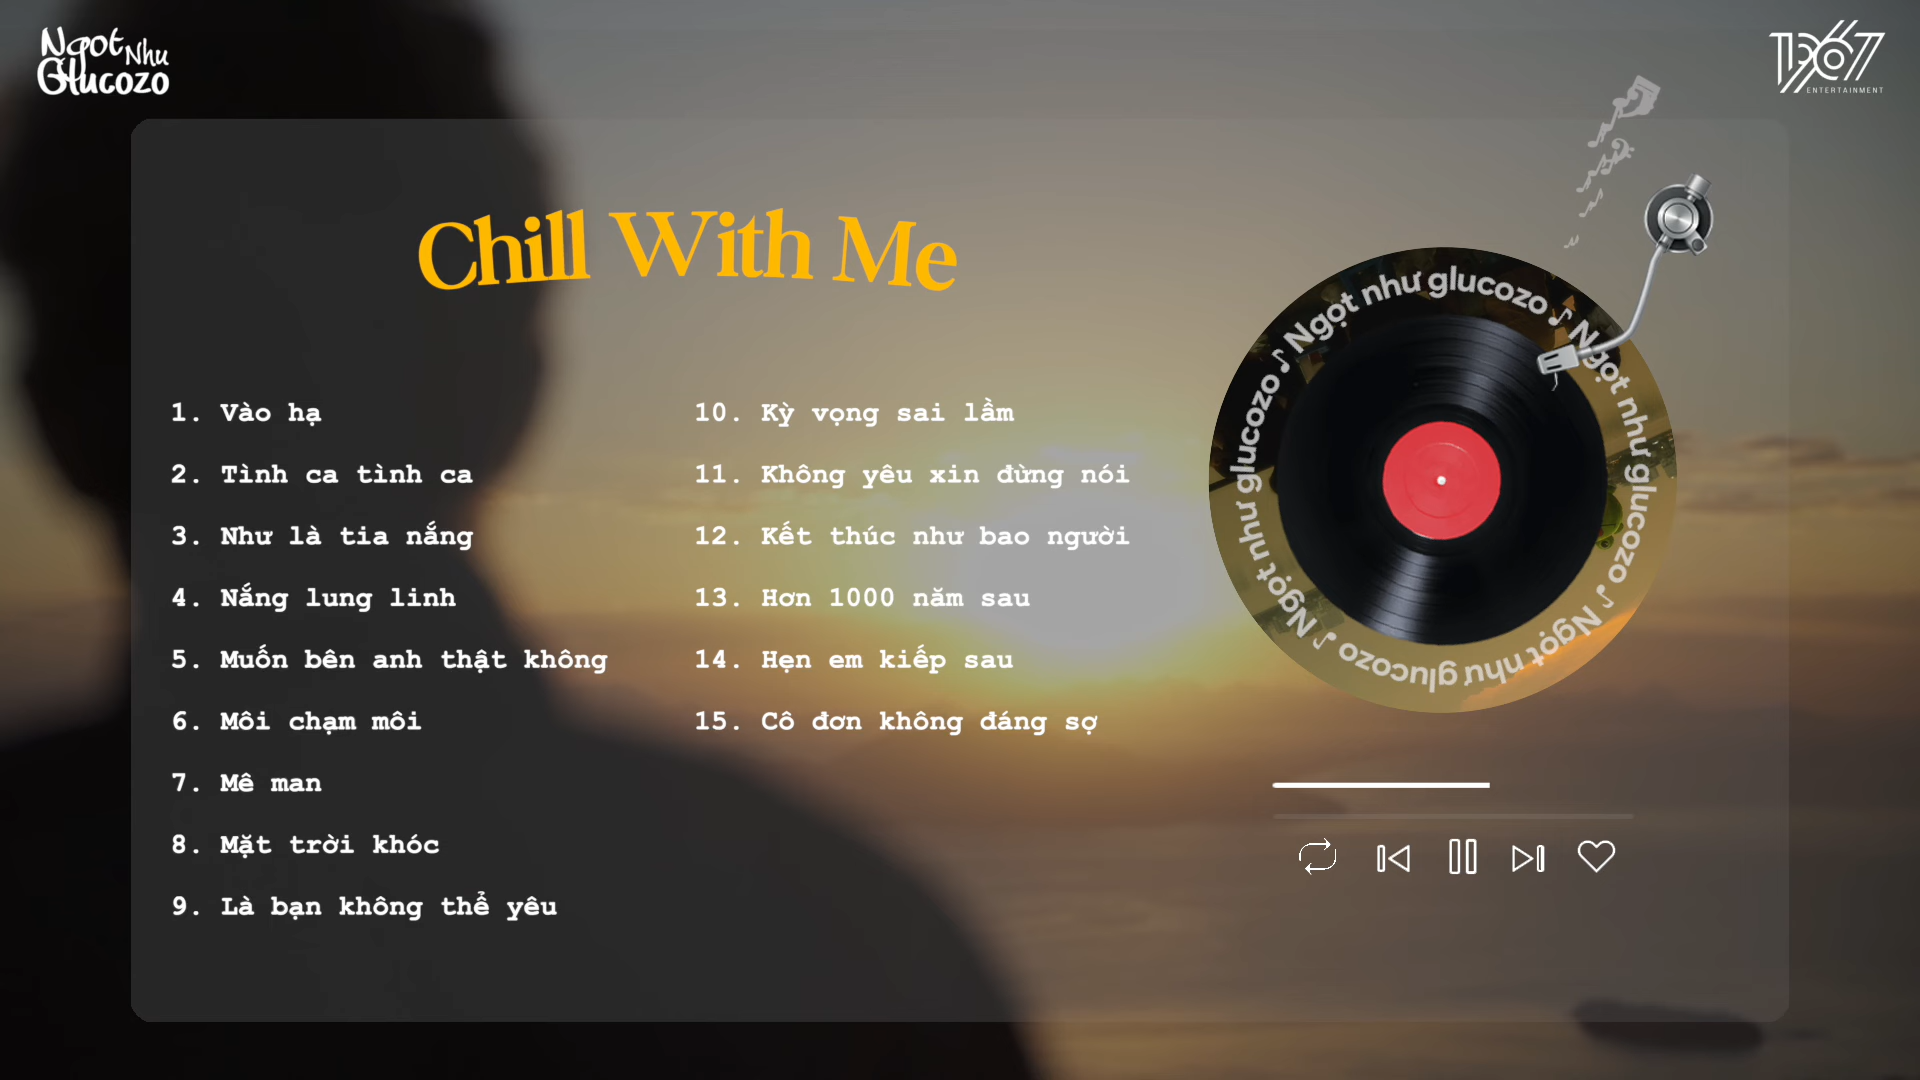 Ngọt Như
Glucozo
1967
ENTERTAINMENT
Chill With Me
1. Vào hạ
2. Tình ca tình ca
3. Như là tia nắng
4. Nắng lung linh
5. Muốn bên anh thật không
6. Môi chạm môi
7. Mê man
8. Mặt trời khóc
9. Là bạn không thể yêu
10. Kỳ vọng sai lầm
11. Không yêu xin đừng nói
12. Kết thúc như bao người
13. Hơn 1000 năm sau
14. Hẹn em kiếp sau
15. Cô đơn không đáng sợ
Ngọt như glucozo ♪ Ngọt như glucozo ♪ Ngọt như glucozo ♪ Ngọt như glucozo ♪